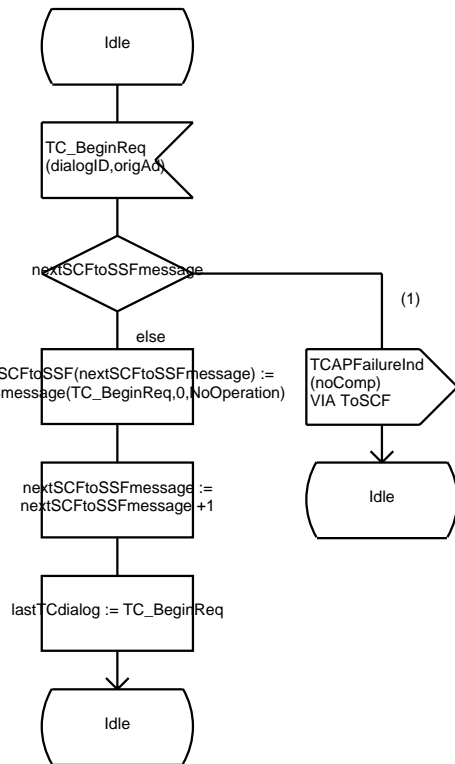 Idle
TC_BeginReq
(dialogID,origAd)
nextSCFtoSSFmessage
(1)
else
SCFtoSSF(nextSCFtoSSFmessage) :=
message(TC_BeginReq,0,NoOperation)
TCAPFailureInd
(noComp)
VIA ToSCF
nextSCFtoSSFmessage :=
nextSCFtoSSFmessage +1
Idle
lastTCdialog := TC_BeginReq
Idle